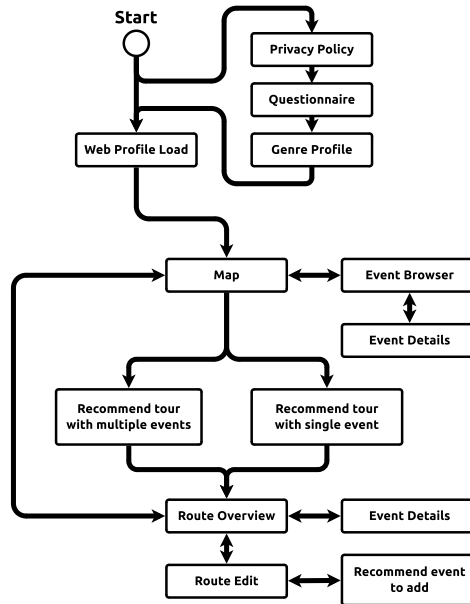 Start
Privacy Policy
Questionnaire
Web Profile Load
Genre Profile
Map
Event Browser
Event Details
Recommend tour
with multiple events
Recommend tour
with single event
Route Overview
Event Details
Route Edit
Recommend event
to add